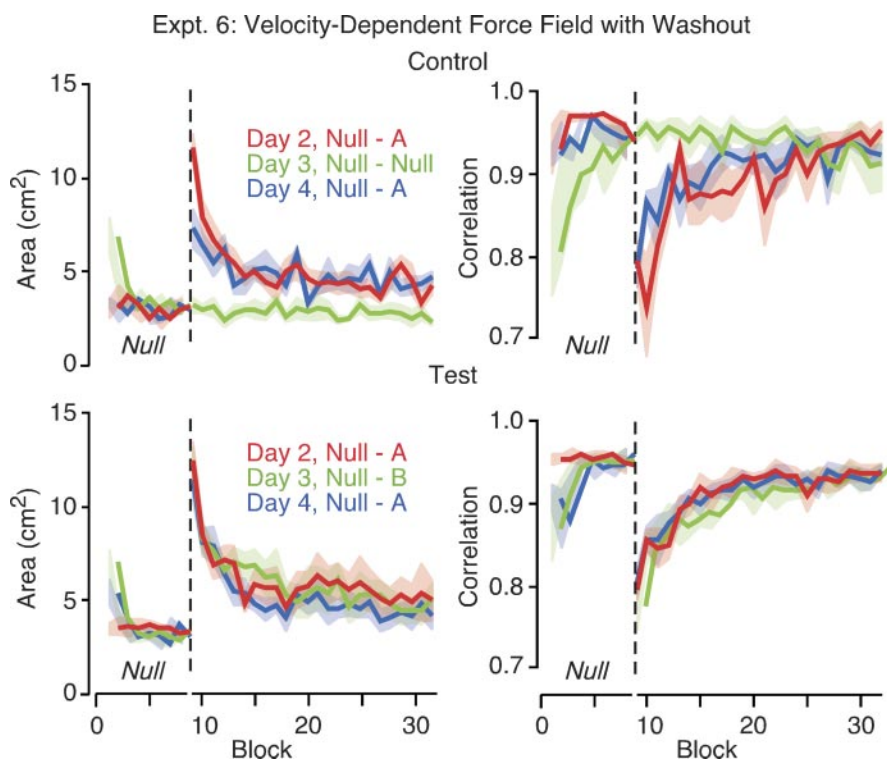 Expt. 6: Velocity-Dependent Force Field with Washout
Control
15
10
5
0
Area (cm²)
Day 2, Null - A
Day 3, Null - Null
Day 4, Null - A
Null
1.0
0.9
0.8
0.7
Correlation
Null
Test
15
10
5
0
Area (cm²)
Day 2, Null - A
Day 3, Null - B
Day 4, Null - A
Null
0 10 20 30
Block
1.0
0.9
0.8
0.7
Correlation
Null
0 10 20 30
Block